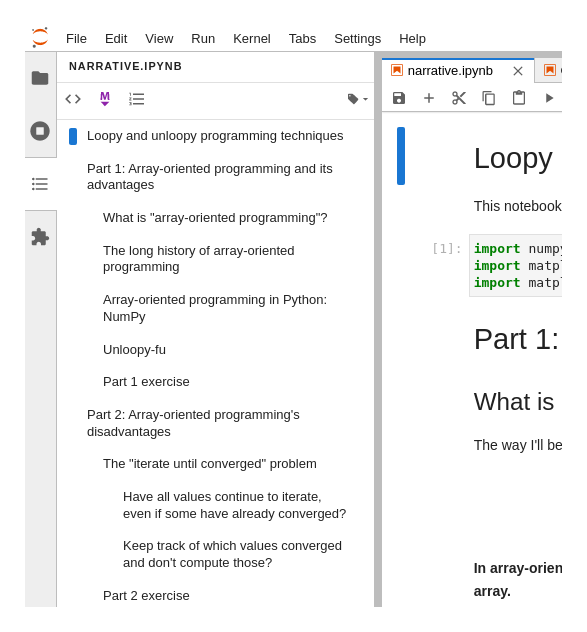 File Edit View Run Kernel Tabs Settings Help
NARRATIVE.IPYNB
M
Loopy and unloopy programming techniques
Part 1: Array-oriented programming and its
advantages
What is "array-oriented programming"?
The long history of array-oriented
programming
Array-oriented programming in Python:
NumPy
Unloopy-fu
Part 1 exercise
Part 2: Array-oriented programming's
disadvantages
The "iterate until converged" problem
Have all values continue to iterate,
even if some have already converged?
Keep track of which values converged
and don't compute those?
Part 2 exercise
narrative.ipynb
Loopy
This notebook
[1]: import numpy
import matpl
import matpl
Part 1:
What is
The way I'll be
In array-orien
array.